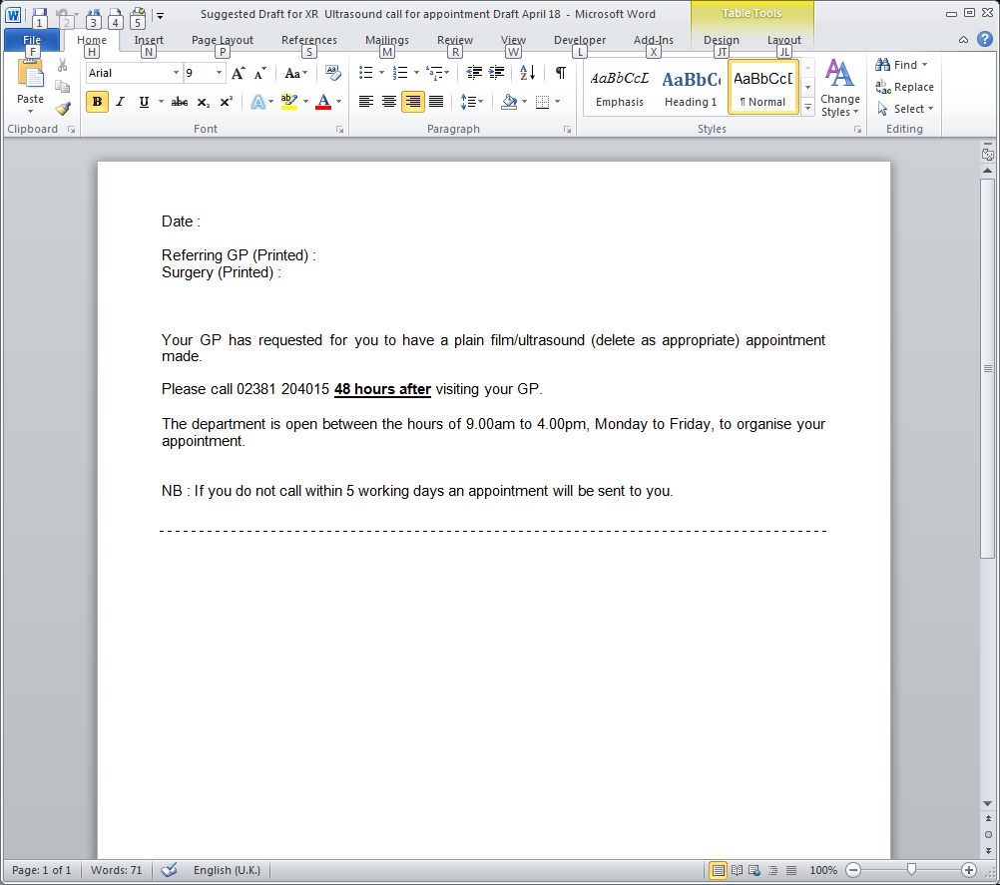 W 1 2 3 4 5 Suggested Draft for XR Ultrasound call for appointment Draft April 18 - Microsoft Word Table Tools
File Home Insert Page Layout References Mailings Review View Developer Add-Ins Design Layout
F H N P S M R W L X JT JL
Arial 9 A A Aa AaBbCcD AaBbCc AaBbCcD Find
Paste B I U abc x₂ x² A ab A Emphasis Heading 1 ¶ Normal Change Styles Replace
Select
Clipboard Font Paragraph Styles Editing
Date :
Referring GP (Printed) :
Surgery (Printed) :
Your GP has requested for you to have a plain film/ultrasound (delete as appropriate) appointment
made.
Please call 02381 204015 48 hours after visiting your GP.
The department is open between the hours of 9.00am to 4.00pm, Monday to Friday, to organise your
appointment.
NB : If you do not call within 5 working days an appointment will be sent to you.
Page: 1 of 1 Words: 71 English (U.K.) 100%